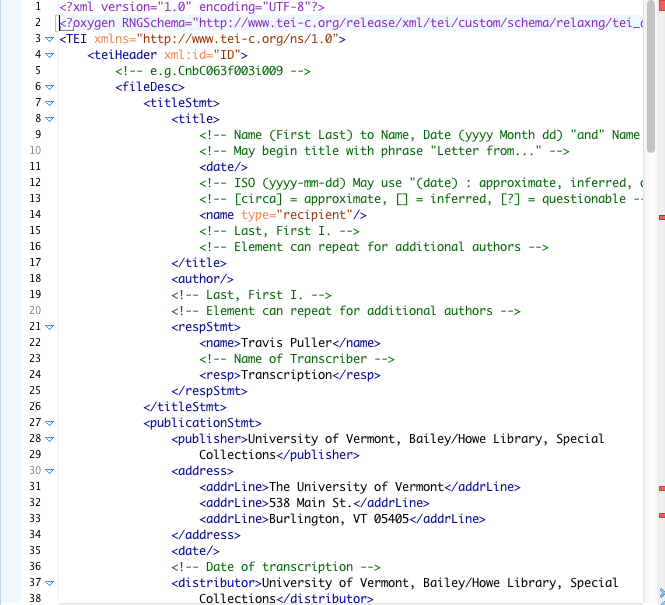 1 <?xml version="1.0" encoding="UTF-8"?>
2 <?oxygen RNGSchema="http://www.tei-c.org/release/xml/tei/custom/schema/relaxng/tei_
3 <TEI xmlns="http://www.tei-c.org/ns/1.0">
4 <teiHeader xml:id="ID">
5 <!-- e.g.CnbC063f003i009 -->
6 <fileDesc>
7 <titleStmt>
8 <title>
9 <!-- Name (First Last) to Name, Date (yyyy Month dd) "and" Name
10 <!-- May begin title with phrase "Letter from..." -->
11 <date/>
12 <!-- ISO (yyyy-mm-dd) May use "(date) : approximate, inferred,
13 <!-- [circa] = approximate, [] = inferred, [?] = questionable --
14 <name type="recipient"/>
15 <!-- Last, First I. -->
16 <!-- Element can repeat for additional authors -->
17 </title>
18 <author/>
19 <!-- Last, First I. -->
20 <!-- Element can repeat for additional authors -->
21 <respStmt>
22 <name>Travis Puller</name>
23 <!-- Name of Transcriber -->
24 <resp>Transcription</resp>
25 </respStmt>
26 </titleStmt>
27 <publicationStmt>
28 <publisher>University of Vermont, Bailey/Howe Library, Special
29 Collections</publisher>
30 <address>
31 <addrLine>The University of Vermont</addrLine>
32 <addrLine>538 Main St.</addrLine>
33 <addrLine>Burlington, VT 05405</addrLine>
34 </address>
35 <date/>
36 <!-- Date of transcription -->
37 <distributor>University of Vermont, Bailey/Howe Library, Special
38 Collections</distributor>